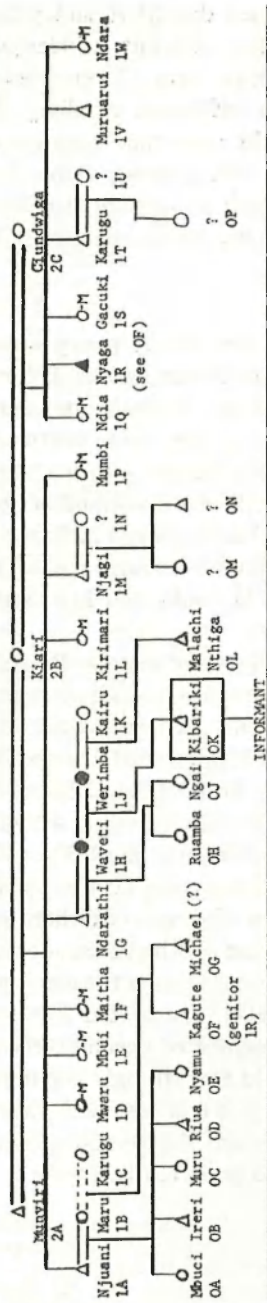 Munyiri Kiari Ciundwiga
2A 2B 2C
Njuani Maru Karugu Mwaru Mbui Maitha Ndarathi Waveti Werimba Kairu Kirimari Njagi ? Mumbi Ndia Nyaga Gacuki Karugu ? Muruarui Ndara
1A 1B 1C 1D 1E 1F 1G 1H 1J 1K 1L 1M 1N 1P 1Q 1R 1S 1T 1U 1V 1W
(see OF)
Mbuci Ireri Maru Riua Nyamu Kagute Michael(?) Ruamba Ngai Kibariki Malachi ? ? ?
Nthiga
OA OB OC OD OE OF OG OH OJ OK OL OM ON OP
(genitor
1R)
INFORMANT